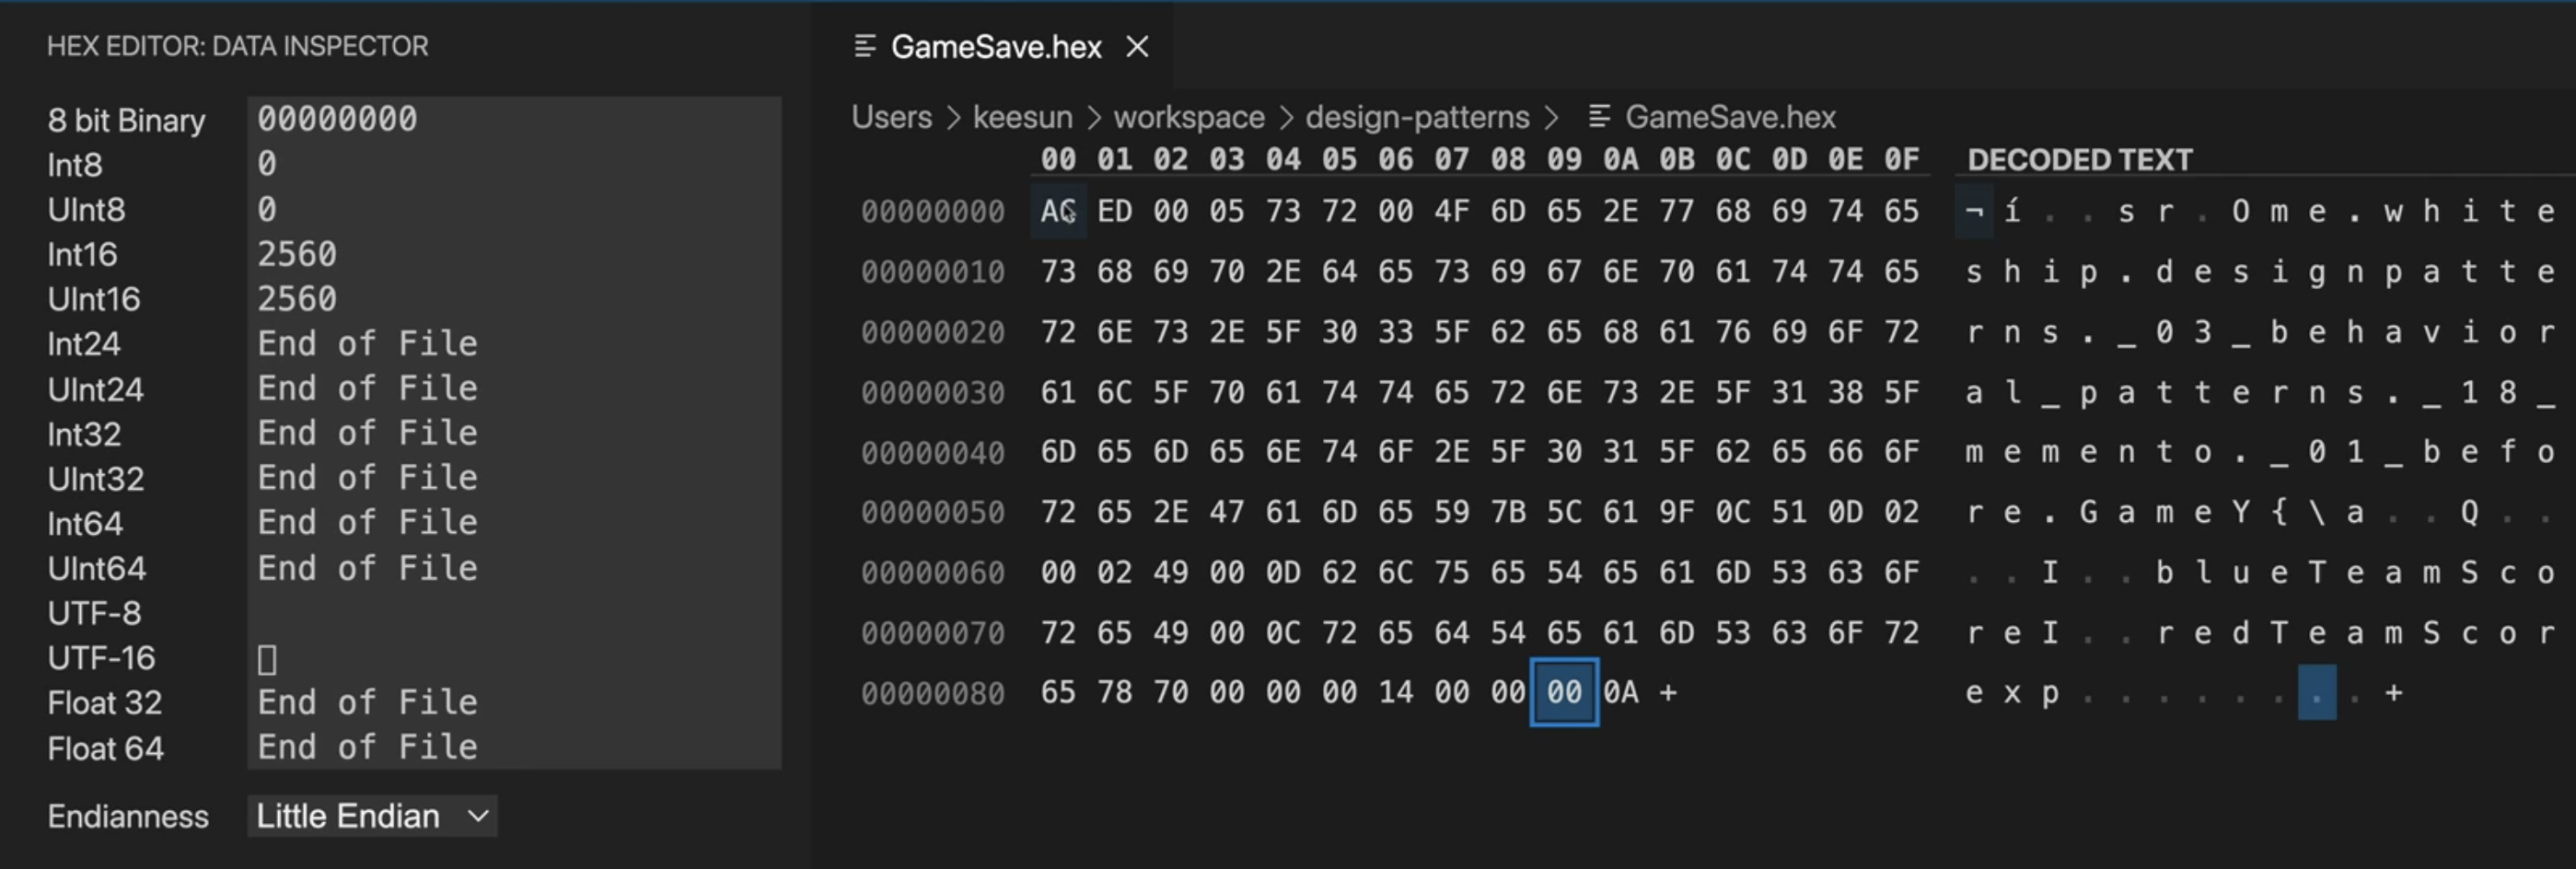 HEX EDITOR: DATA INSPECTOR
8 bit Binary 00000000
Int8 0
UInt8 0
Int16 2560
UInt16 2560
Int24 End of File
UInt24 End of File
Int32 End of File
UInt32 End of File
Int64 End of File
UInt64 End of File
UTF-8
UTF-16 ▯
Float 32 End of File
Float 64 End of File
Endianness Little Endian
GameSave.hex
Users > keesun > workspace > design-patterns > GameSave.hex
00 01 02 03 04 05 06 07 08 09 0A 0B 0C 0D 0E 0F DECODED TEXT
00000000 AC ED 00 05 73 72 00 4F 6D 65 2E 77 68 69 74 65 ¬ í . . s r . O m e . w h i t e
00000010 73 68 69 70 2E 64 65 73 69 67 6E 70 61 74 74 65 s h i p . d e s i g n p a t t e
00000020 72 6E 73 2E 5F 30 33 5F 62 65 68 61 76 69 6F 72 r n s . _ 0 3 _ b e h a v i o r
00000030 61 6C 5F 70 61 74 74 65 72 6E 73 2E 5F 31 38 5F a l _ p a t t e r n s . _ 1 8 _
00000040 6D 65 6D 65 6E 74 6F 2E 5F 30 31 5F 62 65 66 6F m e m e n t o . _ 0 1 _ b e f o
00000050 72 65 2E 47 61 6D 65 59 7B 5C 61 9F 0C 51 0D 02 r e . G a m e Y { \ a . . Q . .
00000060 00 02 49 00 0D 62 6C 75 65 54 65 61 6D 53 63 6F . . I . . b l u e T e a m S c o
00000070 72 65 49 00 0C 72 65 64 54 65 61 6D 53 63 6F 72 r e I . . r e d T e a m S c o r
00000080 65 78 70 00 00 00 14 00 00 00 0A + e x p . . . . . . . . +